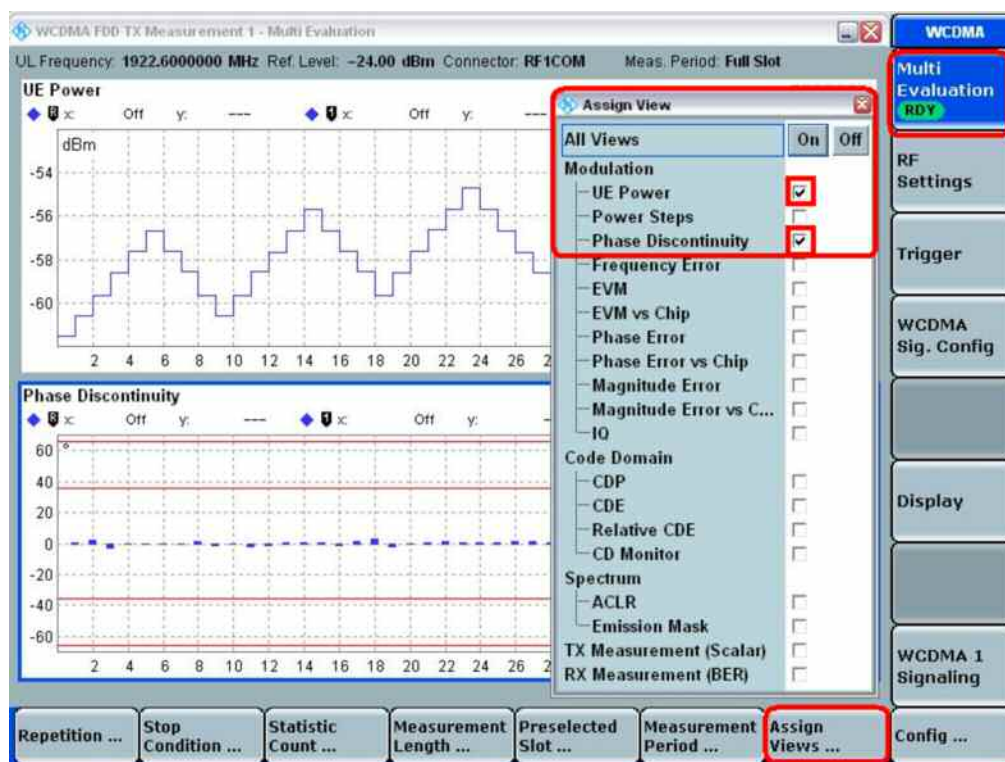 WCDMA FDD TX Measurement 1 - Multi Evaluation
UL Frequency: 1922.6000000 MHz Ref. Level: -24.00 dBm Connector: RF1COM Meas. Period: Full Slot
UE Power
R x: Off y: --- 1 x: Off y: ---
dBm
-54
-56
-58
-60
2 4 6 8 10 12 14 16 18 20 22 24 26 2
Phase Discontinuity
R x: Off y: --- 1 x: Off y: -
60
°
40
20
0
-20
-40
-60
2 4 6 8 10 12 14 16 18 20 22 24 26 2
Assign View
All Views On Off
Modulation
UE Power
Power Steps
Phase Discontinuity
Frequency Error
EVM
EVM vs Chip
Phase Error
Phase Error vs Chip
Magnitude Error
Magnitude Error vs C...
IQ
Code Domain
CDP
CDE
Relative CDE
CD Monitor
Spectrum
ACLR
Emission Mask
TX Measurement (Scalar)
RX Measurement (BER)
WCDMA
Multi
Evaluation
RDY
RF
Settings
Trigger
WCDMA
Sig. Config
Display
WCDMA 1
Signaling
Repetition ...
Stop
Condition ...
Statistic
Count ...
Measurement
Length ...
Preselected
Slot ...
Measurement
Period ...
Assign
Views ...
Config ...